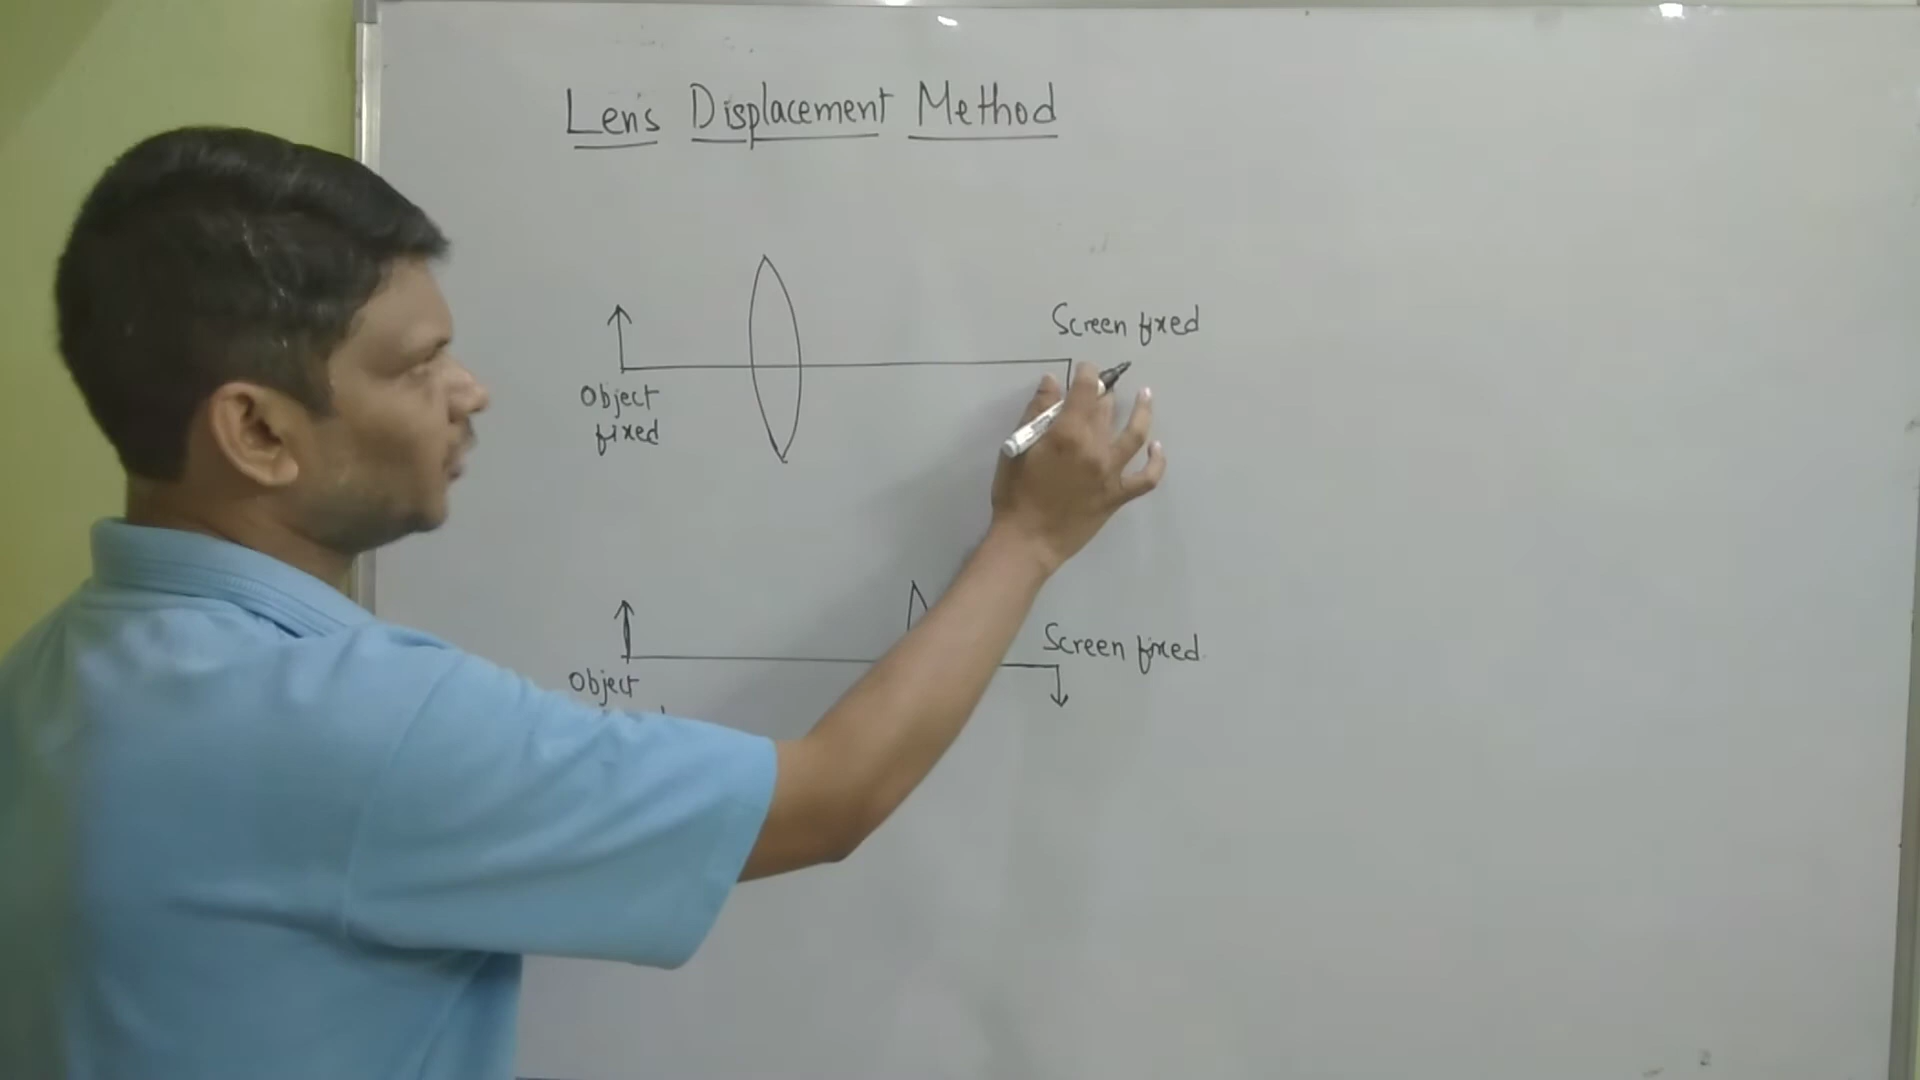 Lens Displacement Method
Screen fixed
Object
fixed
Screen fixed
Object